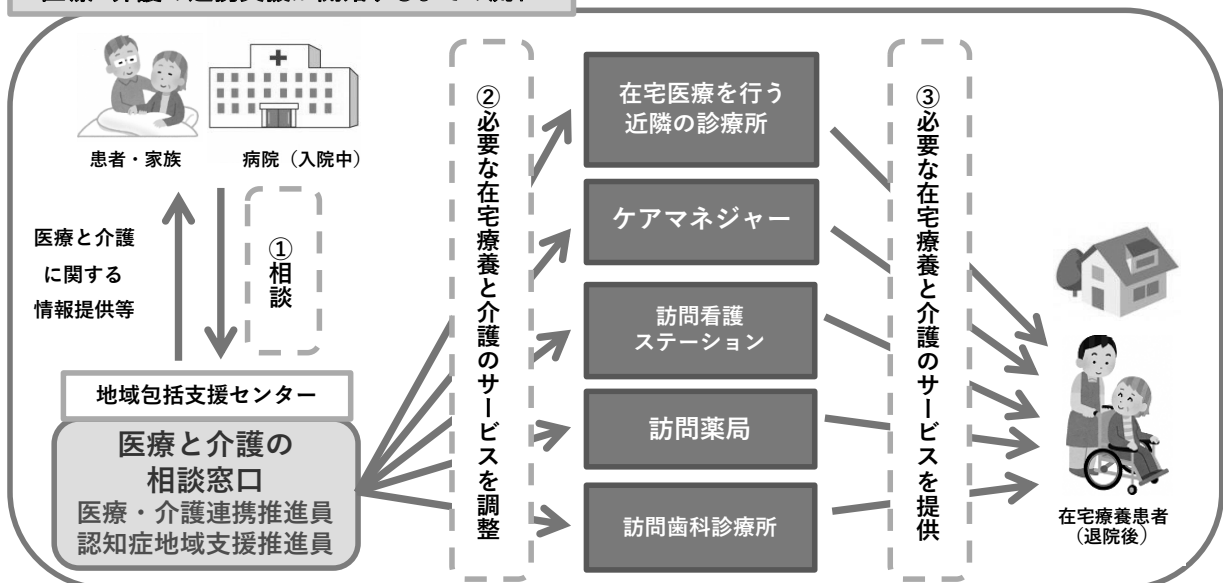 患者・家族
病院（入院中）
医療と介護
に関する
情報提供等
①相談
地域包括支援センター
医療と介護の
相談窓口
医療・介護連携推進員
認知症地域支援推進員
②必要な在宅療養と介護のサービスを調整
在宅医療を行う
近隣の診療所
ケアマネジャー
訪問看護
ステーション
訪問薬局
訪問歯科診療所
③必要な在宅療養と介護のサービスを提供
在宅療養患者
（退院後）